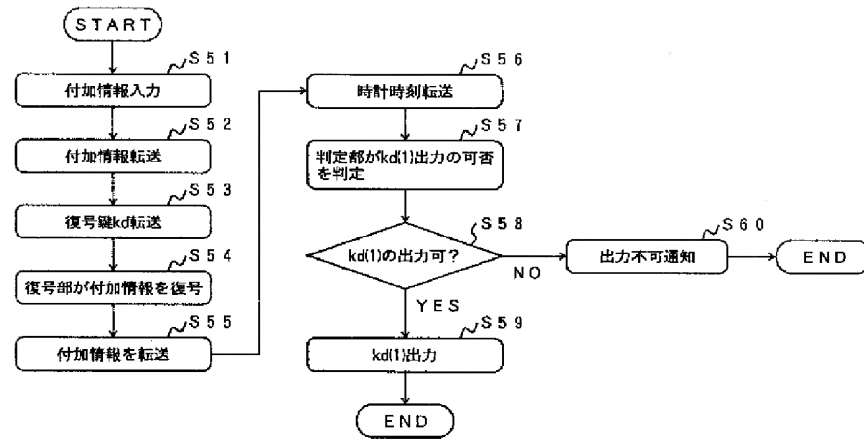 START
S51
付加情報入力
S52
付加情報転送
S53
復号鍵kd転送
S54
復号部が付加情報を復号
S55
付加情報を転送
S56
時計時刻転送
S57
判定部がkd(1)出力の可否
を判定
S58
kd(1)の出力可?
NO
S60
出力不可通知
END
YES
S59
kd(1)出力
END